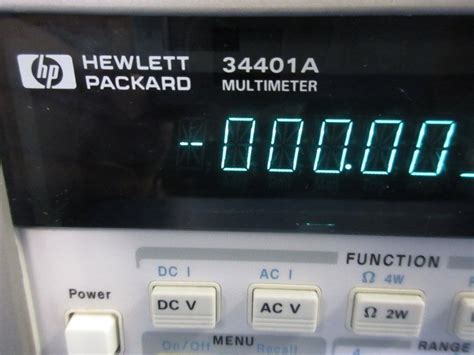 hp HEWLETT PACKARD
34401A
MULTIMETER
-000.00
FUNCTION
DC I AC I Ω 4W
Power DC V AC V Ω 2W
MENU RANGE
On/Off Recall